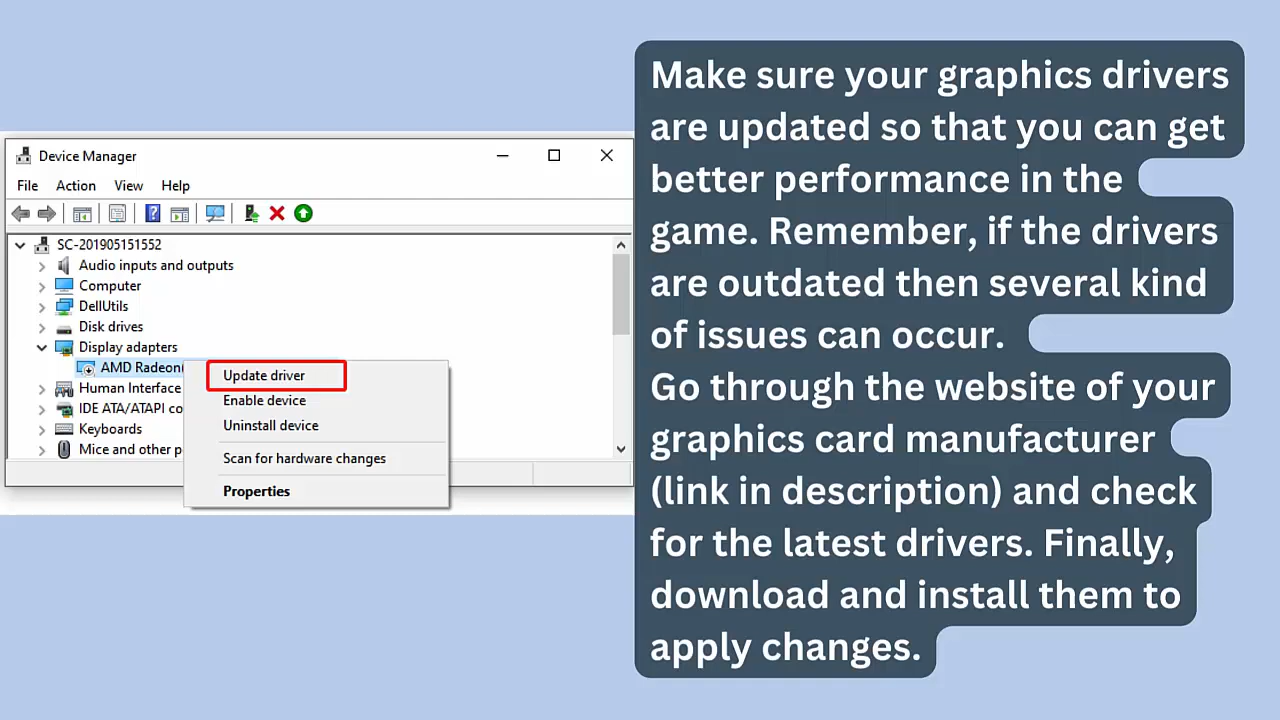 Device Manager
File Action View Help
SC-201905151552
Audio inputs and outputs
Computer
DellUtils
Disk drives
Display adapters
AMD Radeon(
Human Interface
IDE ATA/ATAPI co
Keyboards
Mice and other p
Update driver
Enable device
Uninstall device
Scan for hardware changes
Properties
Make sure your graphics drivers
are updated so that you can get
better performance in the
game. Remember, if the drivers
are outdated then several kind
of issues can occur.
Go through the website of your
graphics card manufacturer
(link in description) and check
for the latest drivers. Finally,
download and install them to
apply changes.